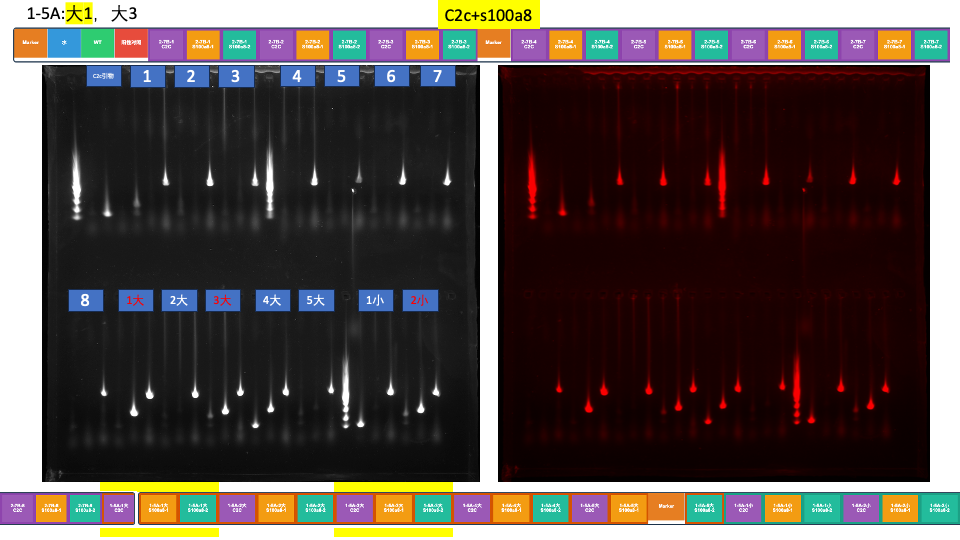 1-5A:大1，大3
C2c+s100a8
Marker
水
WT
2-7B-1 C2C
2-7B-1 S100a8-1
2-7B-1 S100a8-2
2-7B-2 C2C
2-7B-2 S100a8-1
2-7B-2 S100a8-2
2-7B-3 C2C
2-7B-3 S100a8-1
2-7B-3 S100a8-2
Marker
2-7B-4 C2C
2-7B-4 S100a8-1
2-7B-4 S100a8-2
2-7B-5 C2C
2-7B-5 S100a8-1
2-7B-5 S100a8-2
2-7B-6 C2C
2-7B-6 S100a8-1
2-7B-6 S100a8-2
2-7B-7 C2C
2-7B-7 S100a8-1
2-7B-7 S100a8-2
C2c引物
1
2
3
4
5
6
7
8
1大
2大
3大
4大
5大
1小
2小
2-7B-8 C2C
2-7B-8 S100a8-1
2-7B-8 S100a8-2
1-5A-1大 C2C
1-5A-1大 S100a8-1
1-5A-1大 S100a8-2
1-5A-2大 C2C
1-5A-2大 S100a8-1
1-5A-2大 S100a8-2
1-5A-3大 C2C
1-5A-3大 S100a8-1
1-5A-3大 S100a8-2
1-5A-4大 C2C
1-5A-4大 S100a8-1
1-5A-4大 S100a8-2
1-5A-5大 C2C
1-5A-5大 S100a8-1
Marker
1-5A-5大 S100a8-2
1-5A-1小 C2C
1-5A-1小 S100a8-1
1-5A-1小 S100a8-2
1-5A-2小 C2C
1-5A-2小 S100a8-1
1-5A-2小 S100a8-2